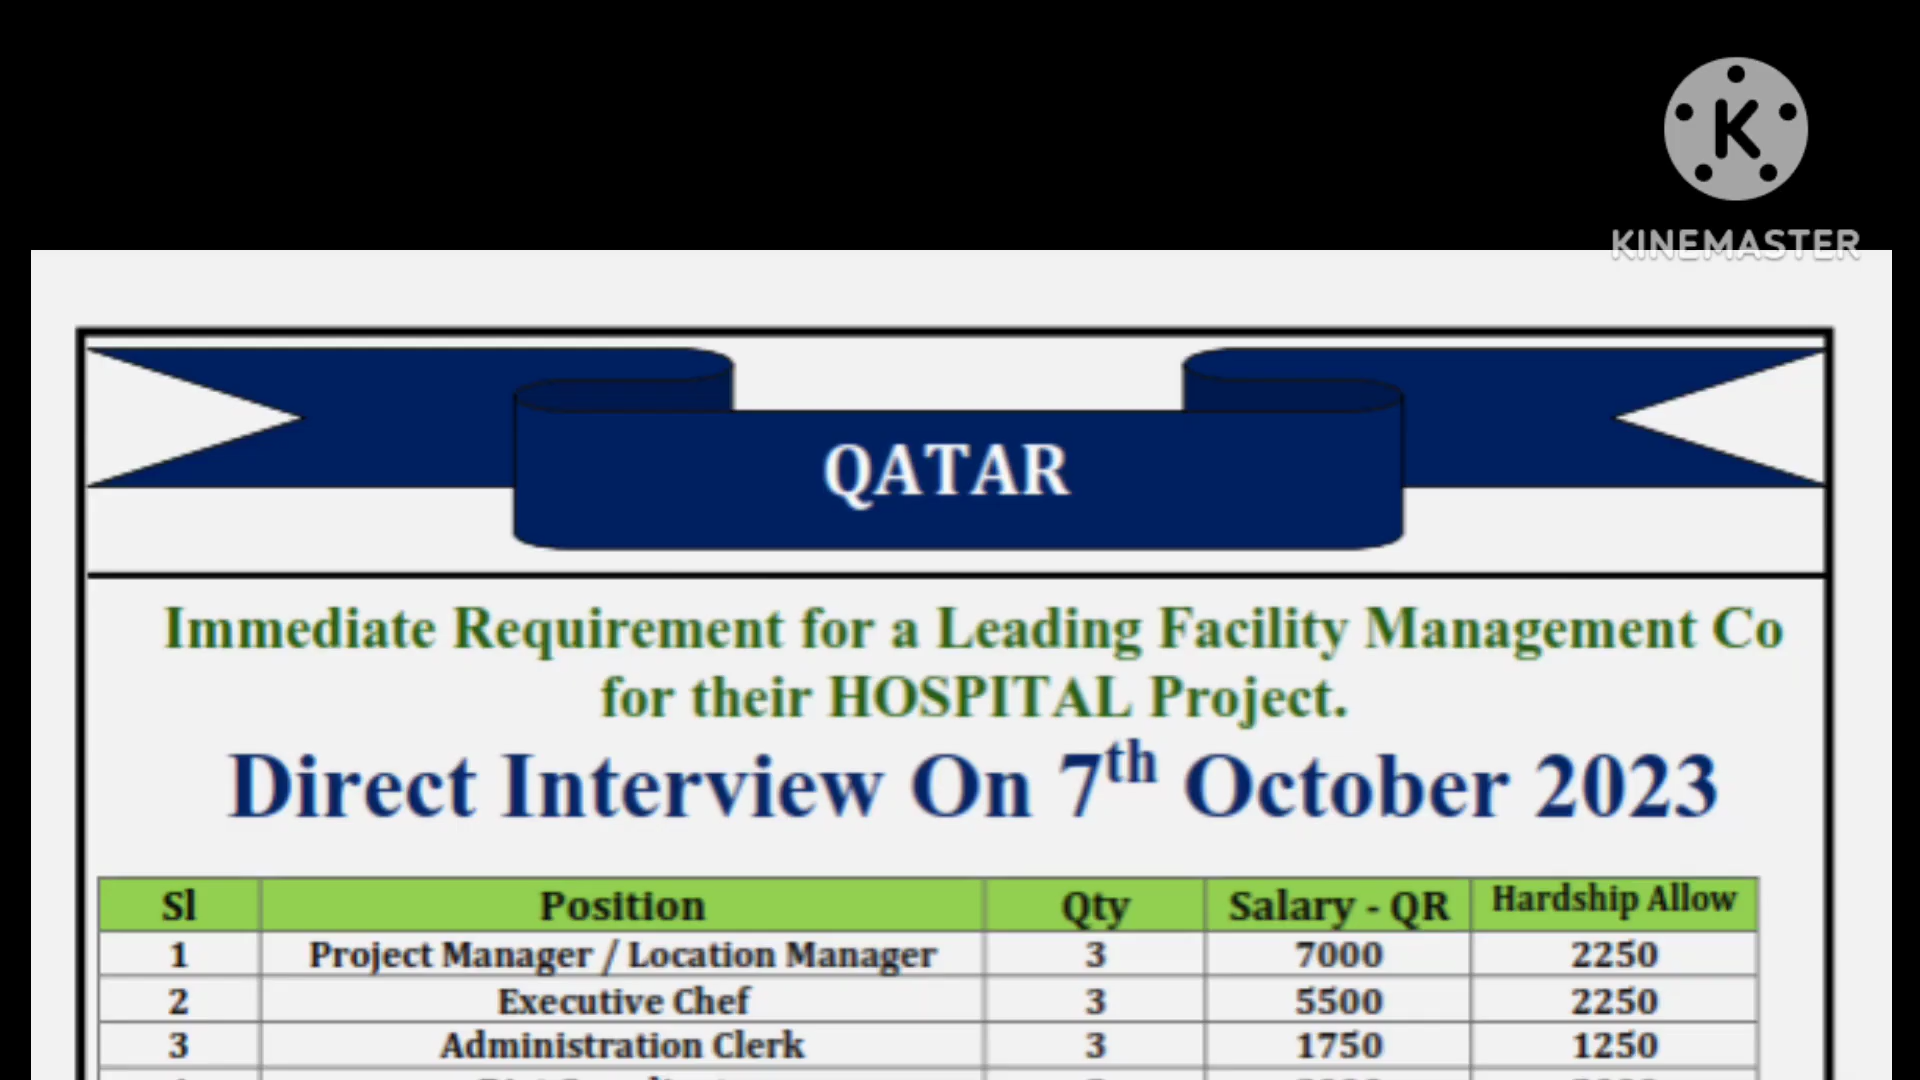 K
KINEMASTER
QATAR
Immediate Requirement for a Leading Facility Management Co
for their HOSPITAL Project.
Direct Interview On 7th October 2023
Sl Position Qty Salary - QR Hardship Allow
1 Project Manager / Location Manager 3 7000 2250
2 Executive Chef 3 5500 2250
3 Administration Clerk 3 1750 1250